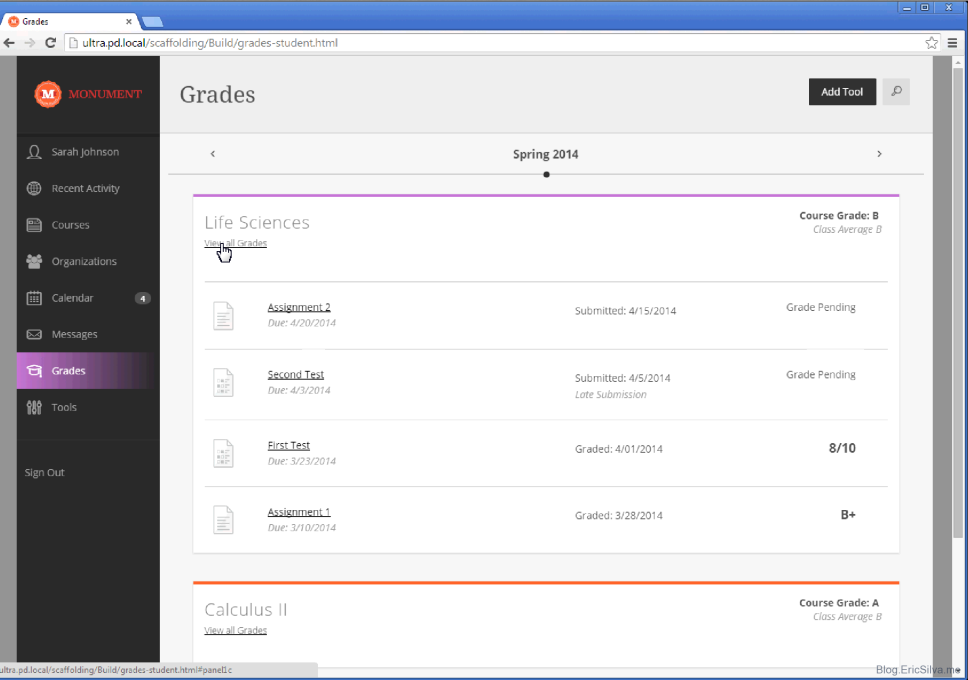 Grades
ultra.pd.local/scaffolding/Build/grades-student.html
M MONUMENT
Grades
Add Tool
Spring 2014
Sarah Johnson
Recent Activity
Courses
Organizations
Calendar 4
Messages
Grades
Tools
Sign Out
Life Sciences
Course Grade: B
View all Grades
Class Average B
Assignment 2
Due: 4/20/2014
Submitted: 4/15/2014
Grade Pending
Second Test
Due: 4/3/2014
Submitted: 4/5/2014
Late Submission
Grade Pending
First Test
Due: 3/23/2014
Graded: 4/01/2014
8/10
Assignment 1
Due: 3/10/2014
Graded: 3/28/2014
B+
Calculus II
Course Grade: A
View all Grades
Class Average B
ultra.pd.local/scaffolding/Build/grades-student.html#panel1c
Blog.EricSilva.me